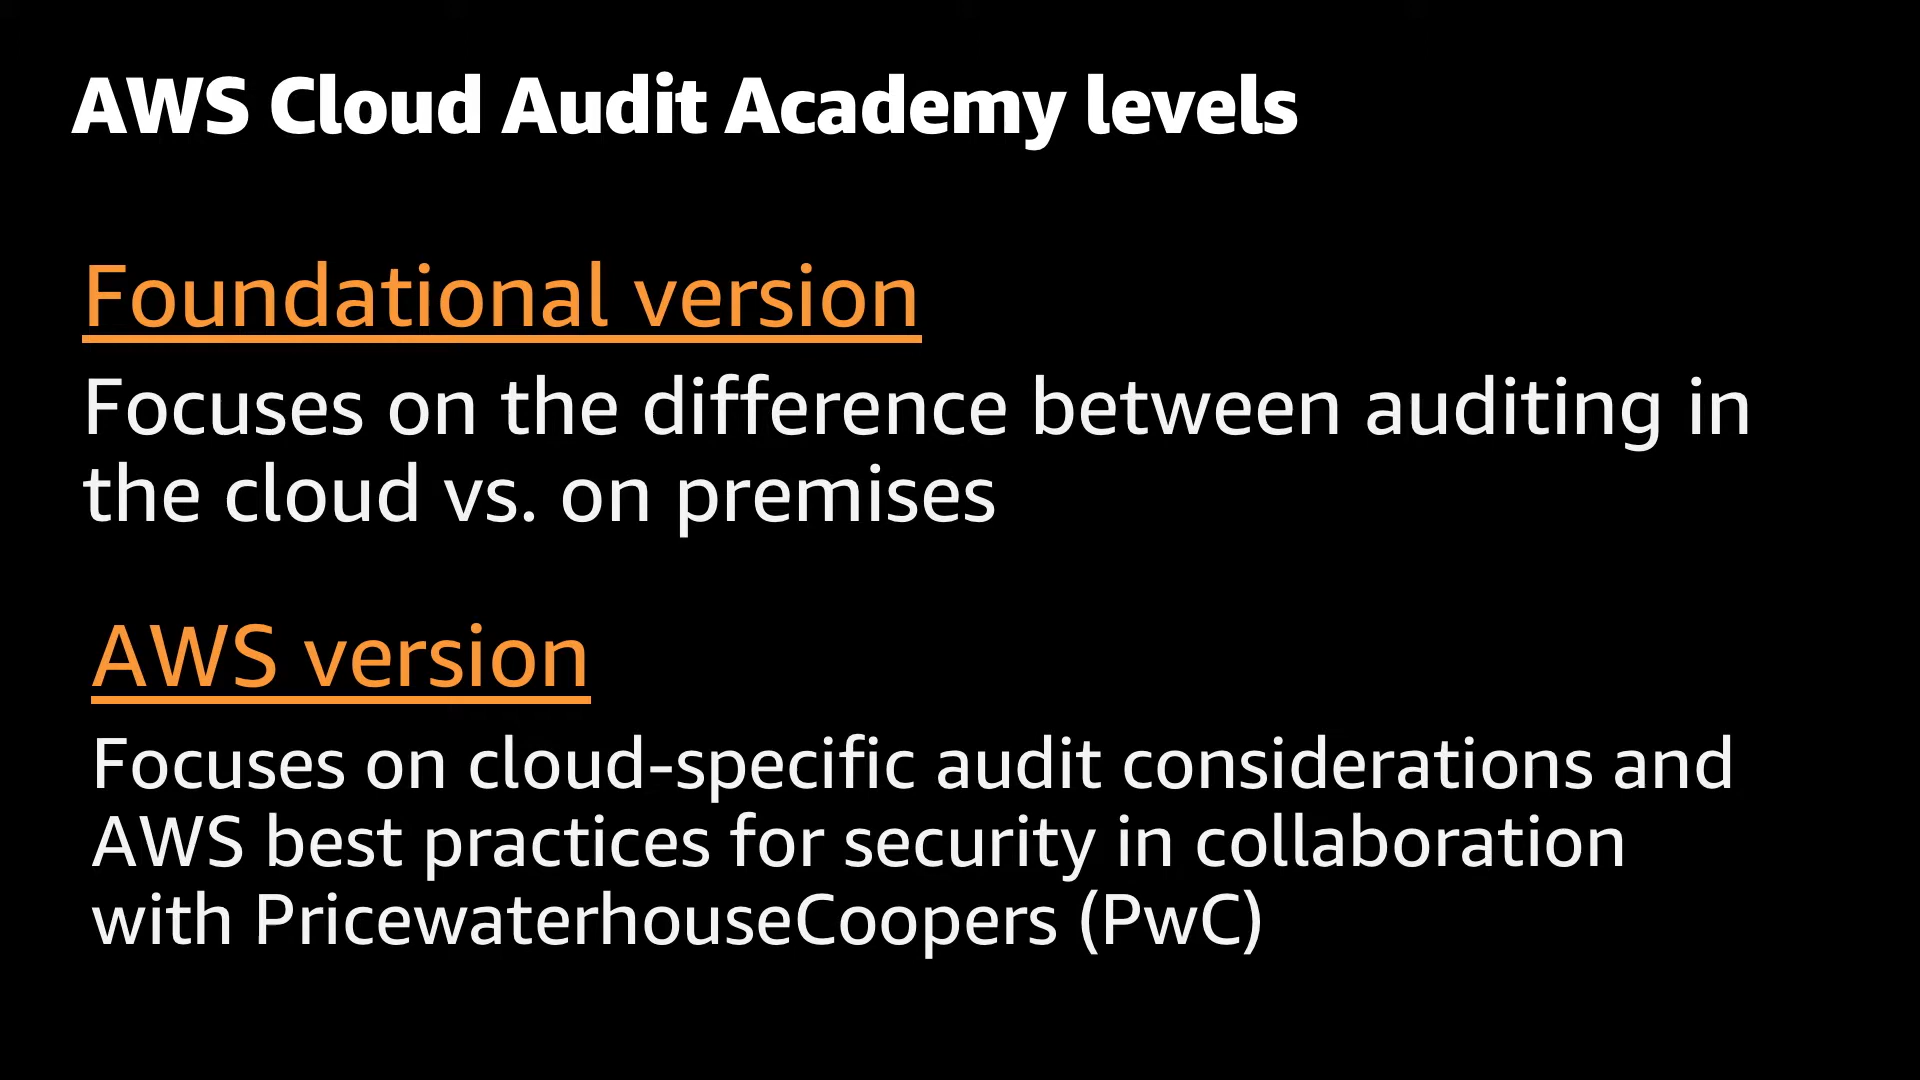 AWS Cloud Audit Academy levels
Foundational version
Focuses on the difference between auditing in
the cloud vs. on premises
AWS version
Focuses on cloud-specific audit considerations and
AWS best practices for security in collaboration
with PricewaterhouseCoopers (PwC)